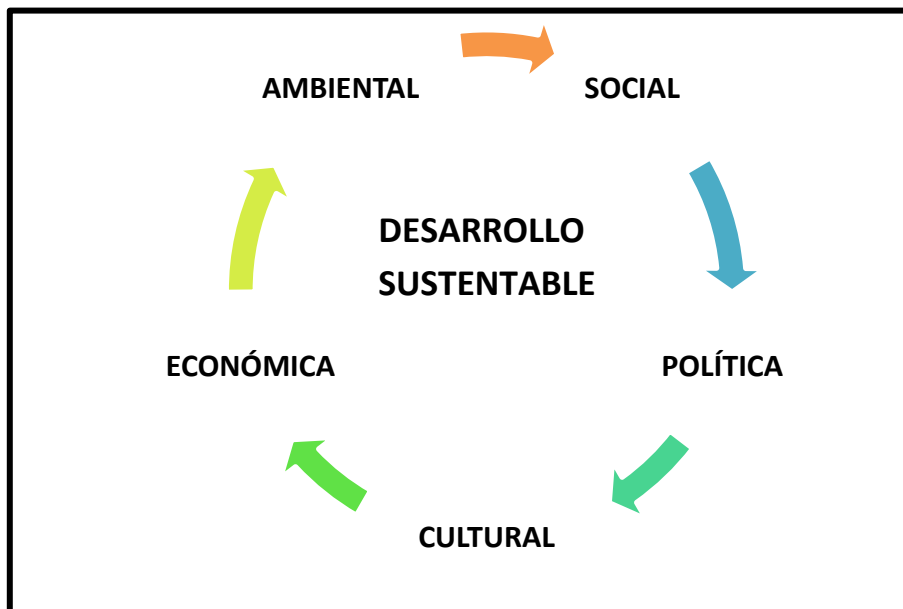 AMBIENTAL
SOCIAL
DESARROLLO
SUSTENTABLE
ECONÓMICA
POLÍTICA
CULTURAL